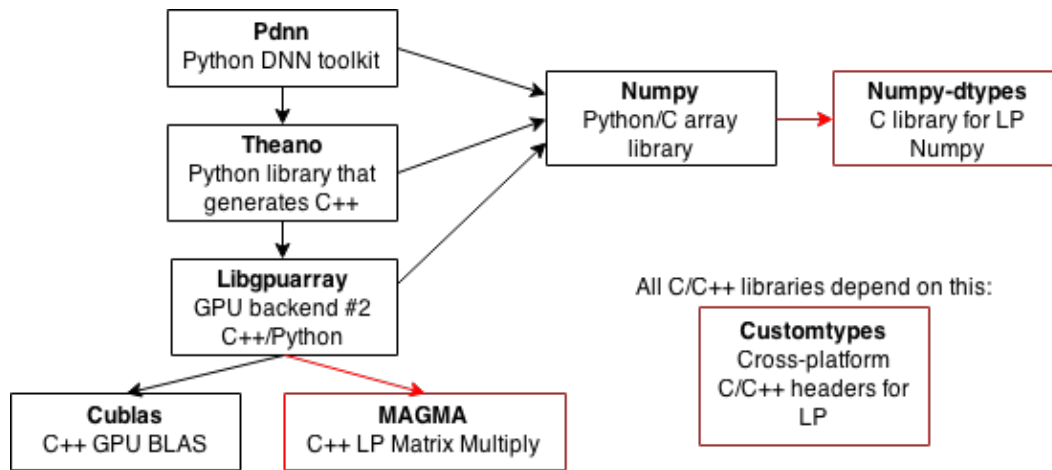 Pdnn
Python DNN toolkit
Theano
Python library that
generates C++
Libgpuarray
GPU backend #2
C++/Python
Cublas
C++ GPU BLAS
MAGMA
C++ LP Matrix Multiply
Numpy
Python/C array
library
Numpy-dtypes
C library for LP
Numpy
All C/C++ libraries depend on this:
Customtypes
Cross-platform
C/C++ headers for
LP